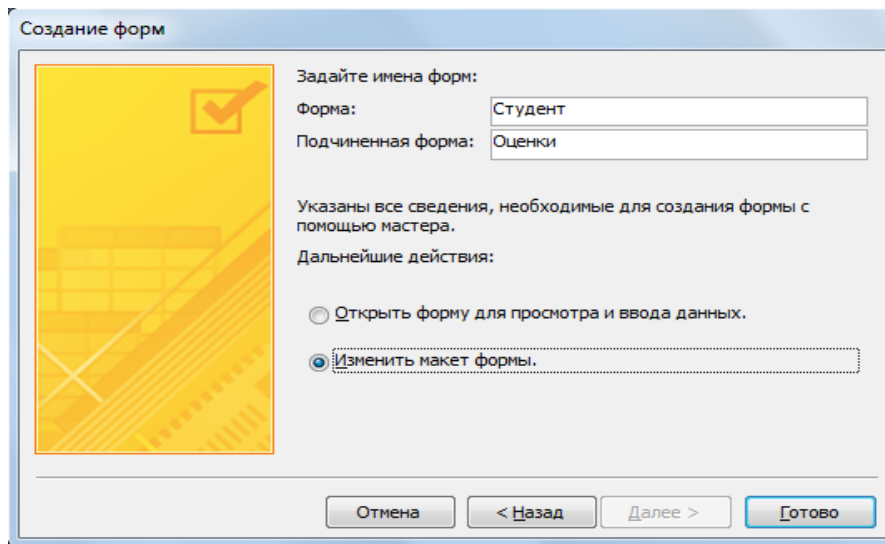 Создание форм
Задайте имена форм:
Форма: Студент
Подчиненная форма: Оценки
Указаны все сведения, необходимые для создания формы с
помощью мастера.
Дальнейшие действия:
Открыть форму для просмотра и ввода данных.
Изменить макет формы.
Отмена < Назад Далее > Готово